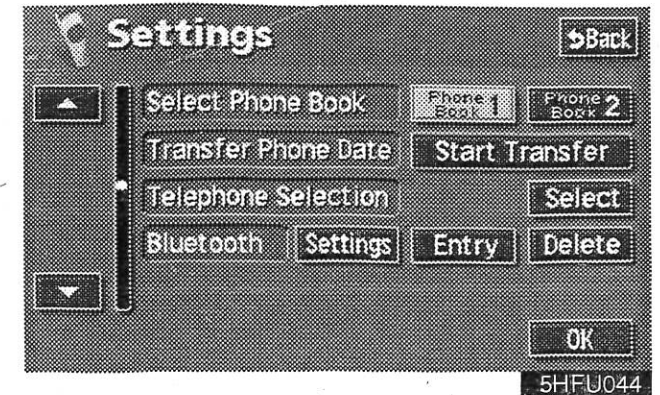 Settings
Back
Select Phone Book Phone Book 1 Phone Book 2
Transfer Phone Date Start Transfer
Telephone Selection Select
Bluetooth Settings Entry Delete
OK
5HFU044